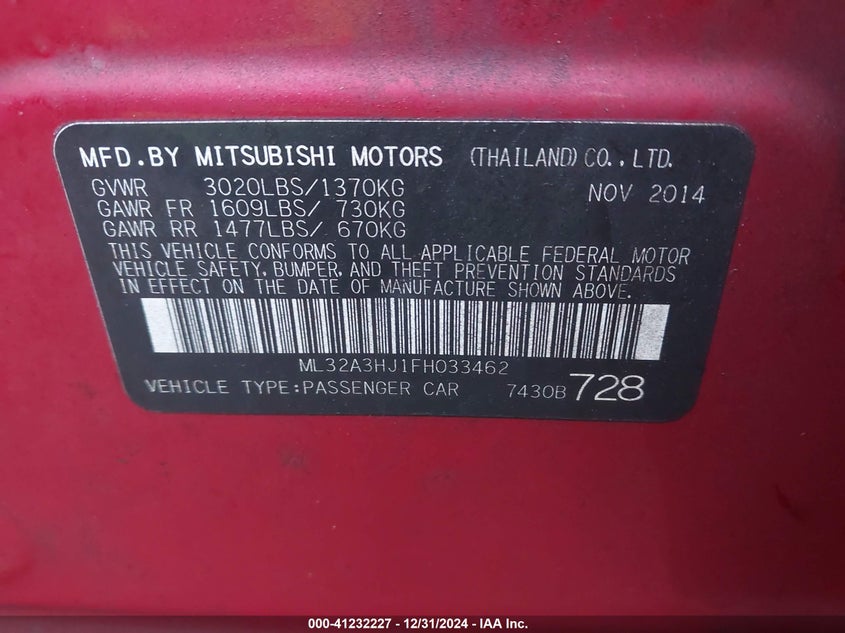 MFD.BY MITSUBISHI MOTORS (THAILAND) CO., LTD.
GVWR 3020LBS/1370KG NOV 2014
GAWR FR 1609LBS/ 730KG
GAWR RR 1477LBS/ 670KG
THIS VEHICLE CONFORMS TO ALL APPLICABLE FEDERAL MOTOR
VEHICLE SAFETY, BUMPER, AND THEFT PREVENTION STANDARDS
IN EFFECT ON THE DATE OF MANUFACTURE SHOWN ABOVE.
ML32A3HJ1FH033462
VEHICLE TYPE:PASSENGER CAR 7430B 728
000-41232227 - 12/31/2024 - IAA Inc.